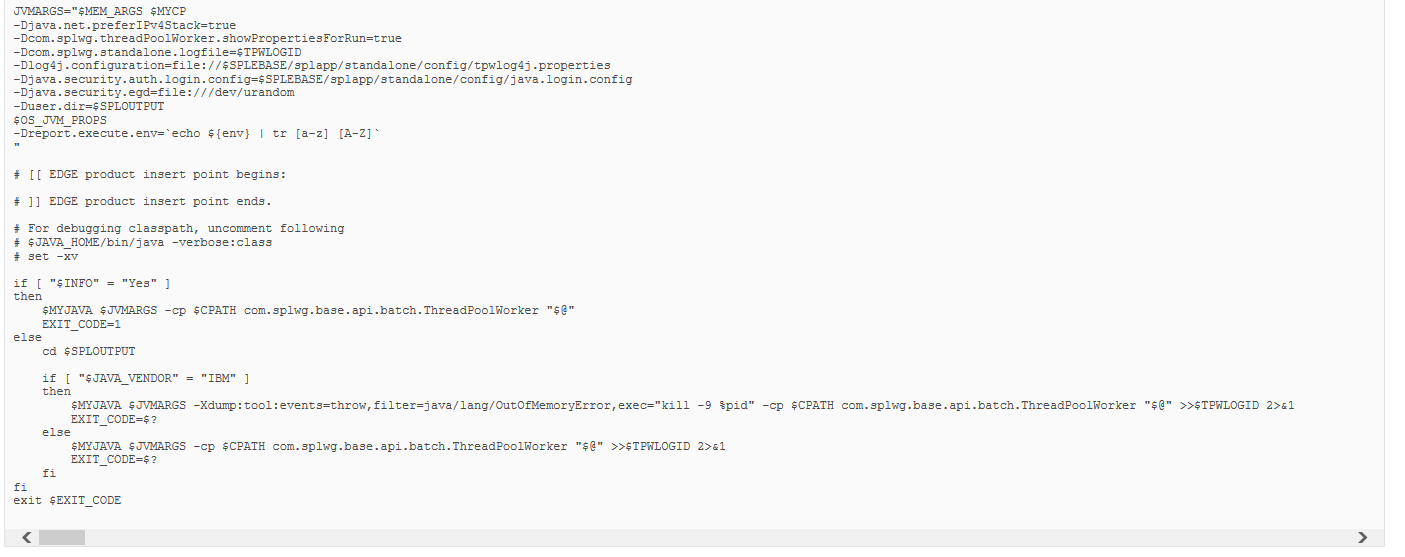 JVMARGS="$MEM_ARGS $MYCP
-Djava.net.preferIPv4Stack=true
-Dcom.splwg.threadPoolWorker.showPropertiesForRun=true
-Dcom.splwg.standalone.logfile=$TPWLOGID
-Dlog4j.configuration=file://$SPLEBASE/splapp/standalone/config/tpwlog4j.properties
-Djava.security.auth.login.config=$SPLEBASE/splapp/standalone/config/java.login.config
-Djava.security.egd=file:///dev/urandom
-Duser.dir=$SPLOUTPUT
$OS_JVM_PROPS
-Dreport.execute.env=`echo ${env} | tr [a-z] [A-Z]`
"
# [[ EDGE product insert point begins:
# ]] EDGE product insert point ends.
# For debugging classpath, uncomment following
# $JAVA_HOME/bin/java -verbose:class
# set -xv
if [ "$INFO" = "Yes" ]
then
    $MYJAVA $JVMARGS -cp $CPATH com.splwg.base.api.batch.ThreadPoolWorker "$@"
    EXIT_CODE=1
else
    cd $SPLOUTPUT
    if [ "$JAVA_VENDOR" = "IBM" ]
    then
        $MYJAVA $JVMARGS -Xdump:tool:events=throw,filter=java/lang/OutOfMemoryError,exec="kill -9 %pid" -cp $CPATH com.splwg.base.api.batch.ThreadPoolWorker "$@" >>$TPWLOGID 2>&1
        EXIT_CODE=$?
    else
        $MYJAVA $JVMARGS -cp $CPATH com.splwg.base.api.batch.ThreadPoolWorker "$@" >>$TPWLOGID 2>&1
        EXIT_CODE=$?
    fi
fi
exit $EXIT_CODE